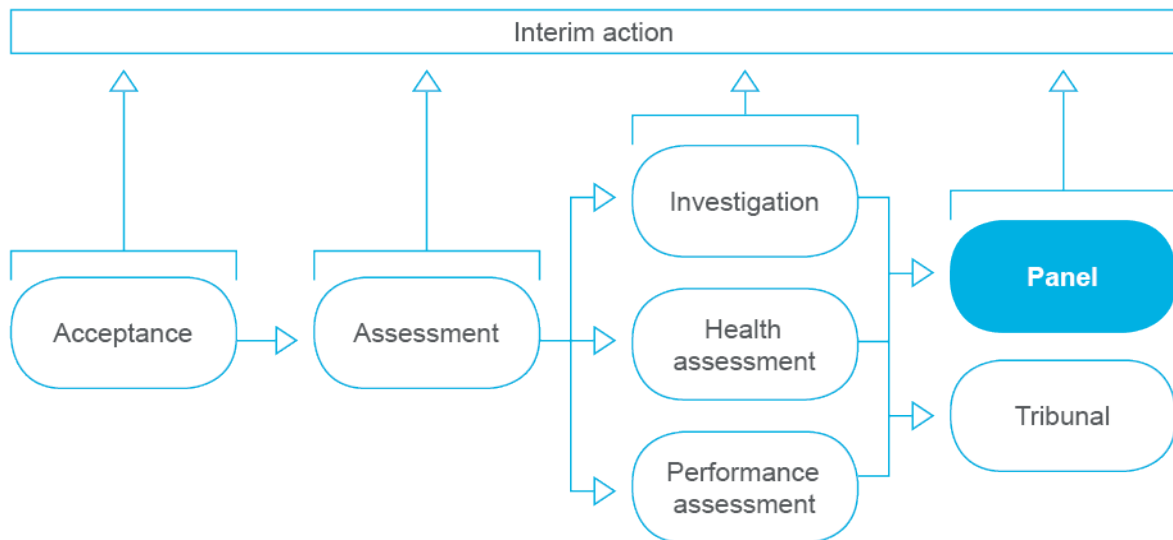 Interim action
Acceptance
Assessment
Investigation
Health
assessment
Performance
assessment
Panel
Tribunal